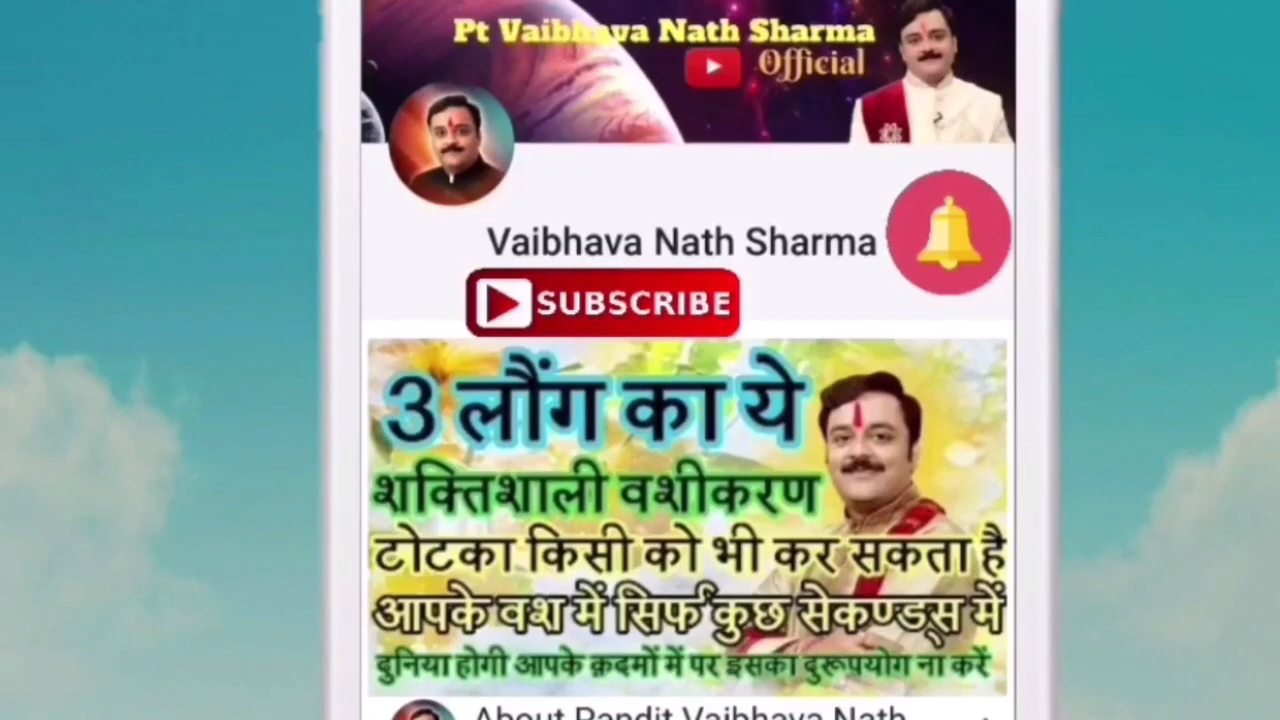 Pt Vaibhava Nath Sharma
Official
Vaibhava Nath Sharma
SUBSCRIBE
3 लौंग का ये
शक्तिशाली वशीकरण
टोटका किसी को भी कर सकता है
आपके वश में सिर्फ कुछ सेकण्ड्स में
दुनिया होगी आपके क़दमों में पर इसका दुरूपयोग ना करें
About Pandit Vaibhava Nath